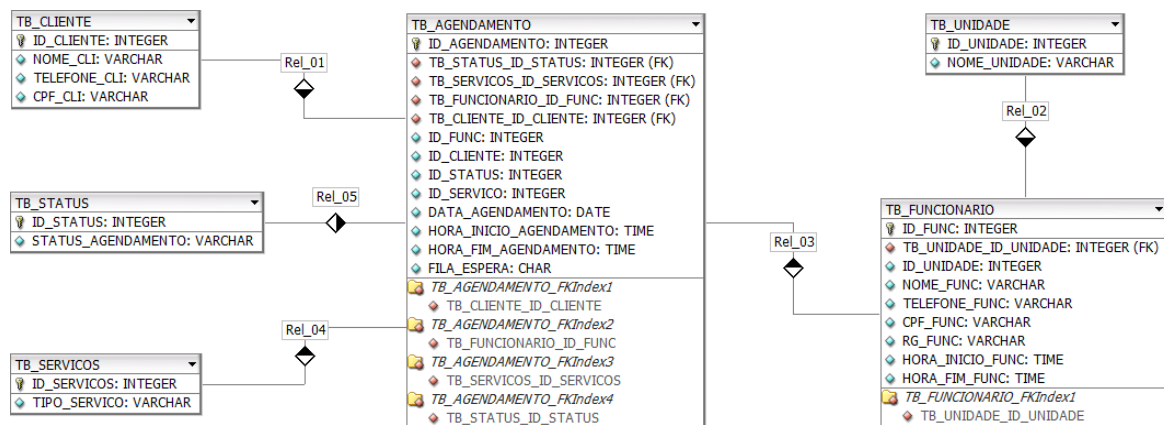 TB_CLIENTE
ID_CLIENTE: INTEGER
NOME_CLI: VARCHAR
TELEFONE_CLI: VARCHAR
CPF_CLI: VARCHAR
Rel_01
TB_AGENDAMENTO
ID_AGENDAMENTO: INTEGER
TB_STATUS_ID_STATUS: INTEGER (FK)
TB_SERVICOS_ID_SERVICOS: INTEGER (FK)
TB_FUNCIONARIO_ID_FUNC: INTEGER (FK)
TB_CLIENTE_ID_CLIENTE: INTEGER (FK)
ID_FUNC: INTEGER
ID_CLIENTE: INTEGER
ID_STATUS: INTEGER
ID_SERVICO: INTEGER
DATA_AGENDAMENTO: DATE
HORA_INICIO_AGENDAMENTO: TIME
HORA_FIM_AGENDAMENTO: TIME
FILA_ESPERA: CHAR
TB_AGENDAMENTO_FKIndex1
TB_CLIENTE_ID_CLIENTE
TB_AGENDAMENTO_FKIndex2
TB_FUNCIONARIO_ID_FUNC
TB_AGENDAMENTO_FKIndex3
TB_SERVICOS_ID_SERVICOS
TB_AGENDAMENTO_FKIndex4
TB_STATUS_ID_STATUS
TB_UNIDADE
ID_UNIDADE: INTEGER
NOME_UNIDADE: VARCHAR
Rel_02
TB_STATUS
ID_STATUS: INTEGER
STATUS_AGENDAMENTO: VARCHAR
Rel_05
Rel_03
TB_FUNCIONARIO
ID_FUNC: INTEGER
TB_UNIDADE_ID_UNIDADE: INTEGER (FK)
ID_UNIDADE: INTEGER
NOME_FUNC: VARCHAR
TELEFONE_FUNC: VARCHAR
CPF_FUNC: VARCHAR
RG_FUNC: VARCHAR
HORA_INICIO_FUNC: TIME
HORA_FIM_FUNC: TIME
TB_FUNCIONARIO_FKIndex1
TB_UNIDADE_ID_UNIDADE
Rel_04
TB_SERVICOS
ID_SERVICOS: INTEGER
TIPO_SERVICO: VARCHAR